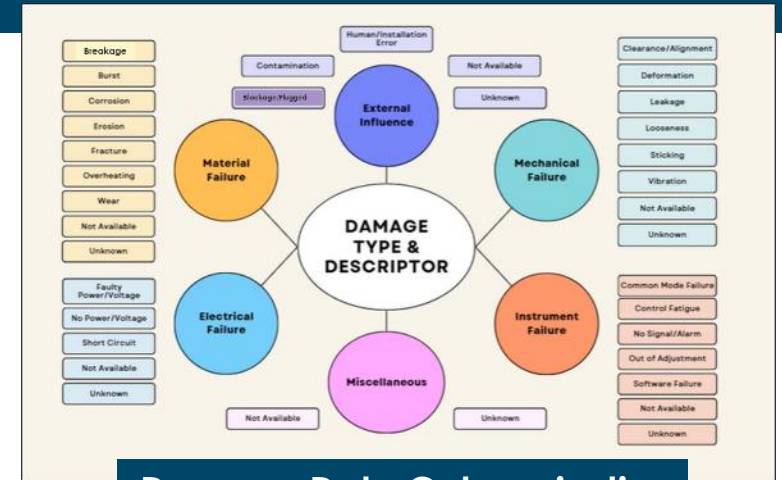 Human/Installation
Error
Contamination
Not Available
Blockage/Plugged
Unknown
External
Influence
Breakage
Burst
Corrosion
Erosion
Fracture
Overheating
Wear
Not Available
Unknown
Material
Failure
Mechanical
Failure
Clearance/Alignment
Deformation
Leakage
Looseness
Sticking
Vibration
Not Available
Unknown
DAMAGE
TYPE &
DESCRIPTOR
Faulty
Power/Voltage
No Power/Voltage
Short Circuit
Not Available
Unknown
Electrical
Failure
Instrument
Failure
Common Mode Failure
Control Fatigue
No Signal/Alarm
Out of Adjustment
Software Failure
Not Available
Unknown
Miscellaneous
Not Available
Unknown